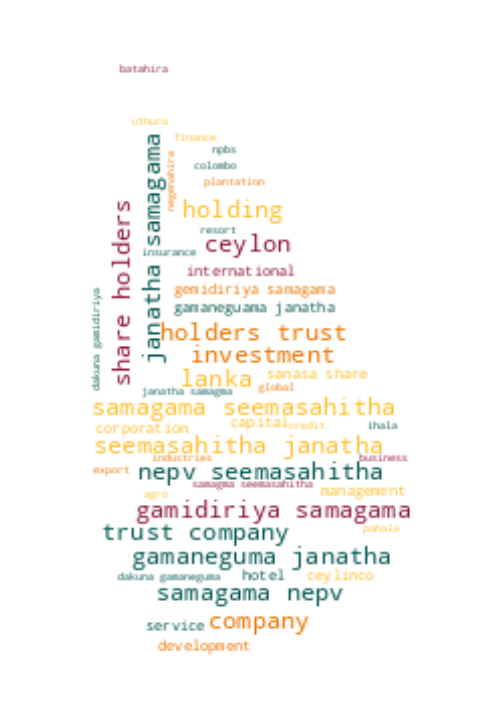 batahira
uthura
finance
npbs
colombo
negenahira
plantation
janatha samagama
share holders
holding
resort
ceylon
insurance
international
gemidiriya samagama
dakuna gamidiriya
gamaneguama janatha
holders trust
investment
lanka
sanasa share
global
janatha samagma
samagama seemasahitha
capital
credit
ihala
corporation
seemasahitha janatha
industries
business
export
nepv seemasahitha
samagma seemasahitha
management
agro
gamidiriya samagama
trust company
pahala
gamaneguma janatha
dakuna gamaneguma
hotel
ceylinco
samagama nepv
service
company
development